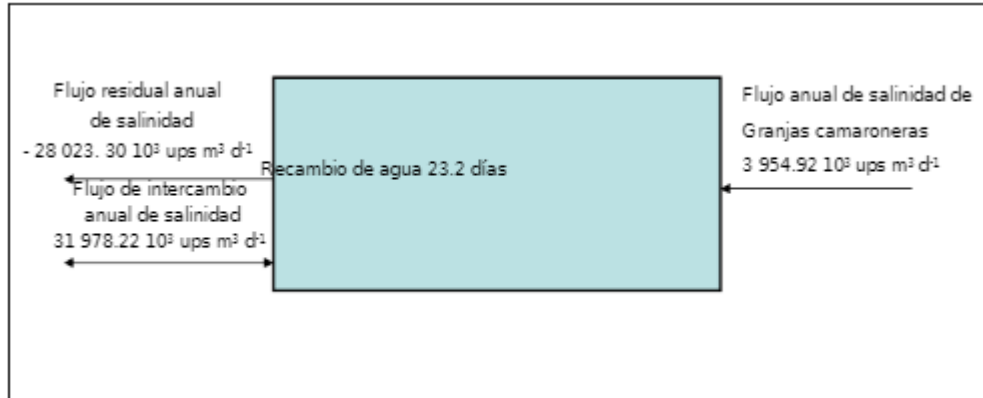 Flujo residual anual
de salinidad
- 28 023. 30 10³ ups m³ d-¹
Flujo de intercambio
anual de salinidad
31 978.22 10³ ups m³ d-¹
Recambio de agua 23.2 días
Flujo anual de salinidad de
Granjas camaroneras
3 954.92 10³ ups m³ d-¹